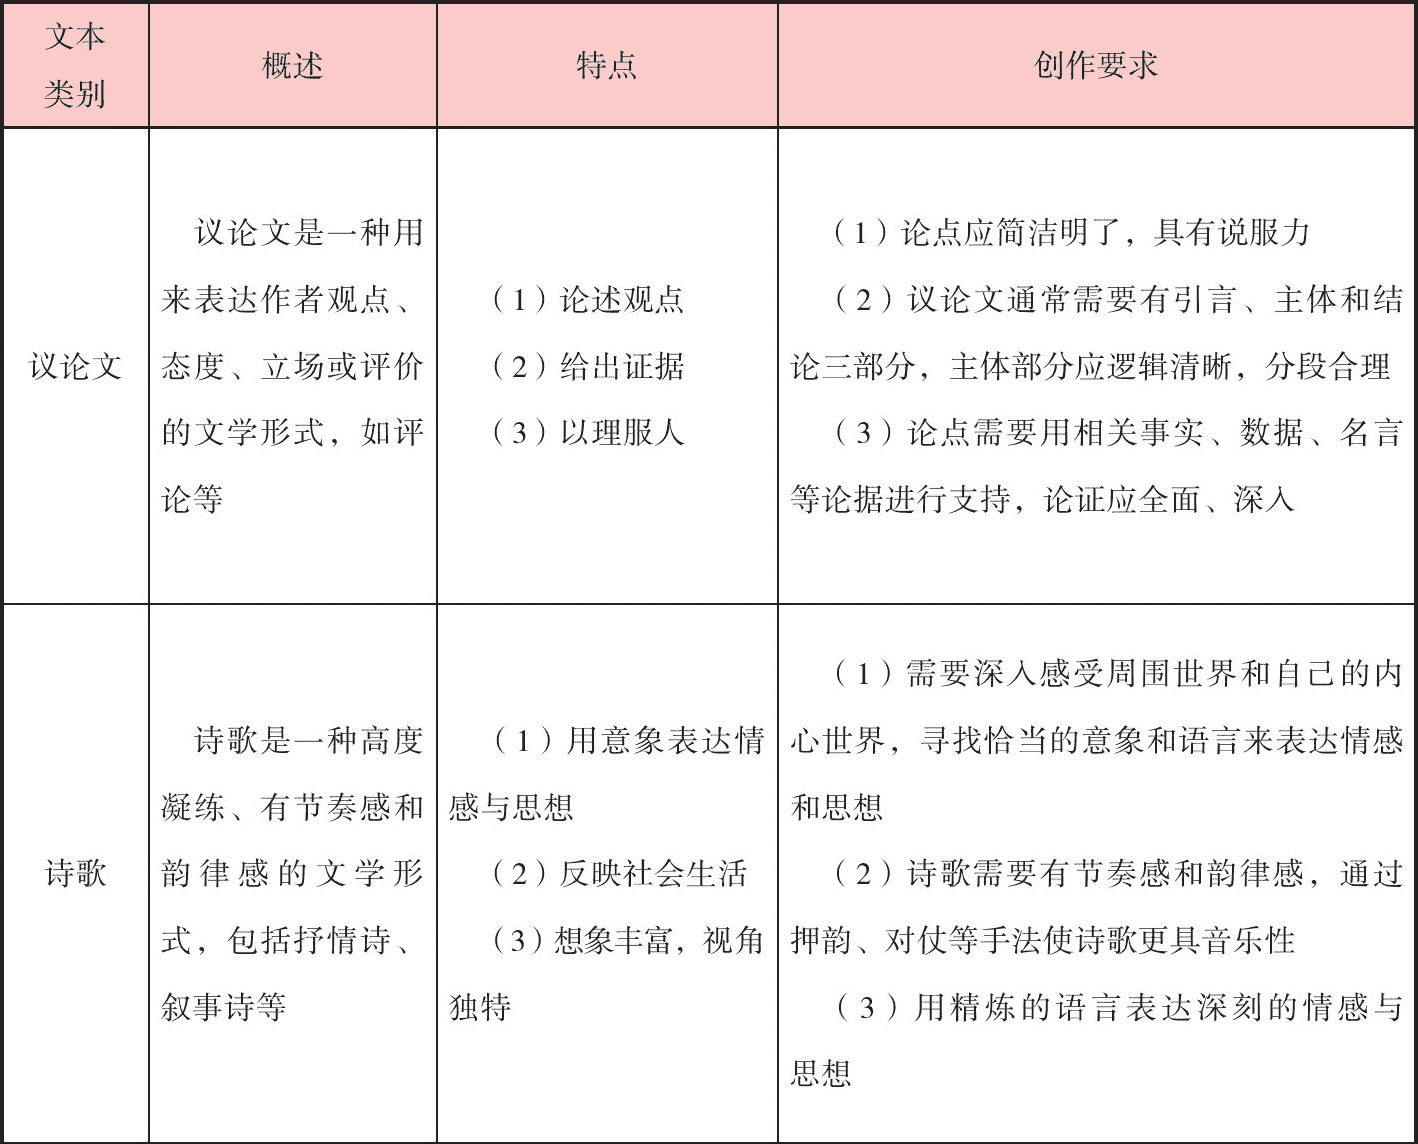 文本
类别
概述
特点
创作要求
议论文
议论文是一种用
来表达作者观点、
态度、立场或评价
的文学形式，如评
论等
（1）论述观点
（2）给出证据
（3）以理服人
（1）论点应简洁明了，具有说服力
（2）议论文通常需要有引言、主体和结
论三部分，主体部分应逻辑清晰，分段合理
（3）论点需要用相关事实、数据、名言
等论据进行支持，论证应全面、深入
诗歌
诗歌是一种高度
凝练、有节奏感和
韵律感的文学形
式，包括抒情诗、
叙事诗等
（1）用意象表达情
感与思想
（2）反映社会生活
（3）想象丰富，视角
独特
（1）需要深入感受周围世界和自己的内
心世界，寻找恰当的意象和语言来表达情感
和思想
（2）诗歌需要有节奏感和韵律感，通过
押韵、对仗等手法使诗歌更具音乐性
（3）用精炼的语言表达深刻的情感与
思想